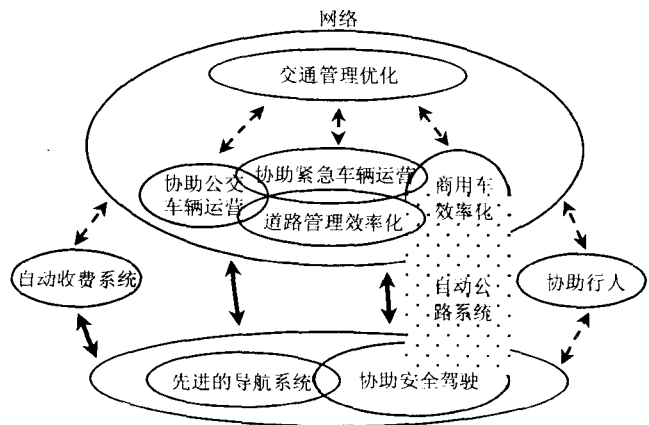 网络
交通管理优化
协助公交
车辆运营
协助紧急车辆运营
道路管理效率化
商用车
效率化
自动收费系统
自动公
路系统
协助行人
先进的导航系统
协助安全驾驶